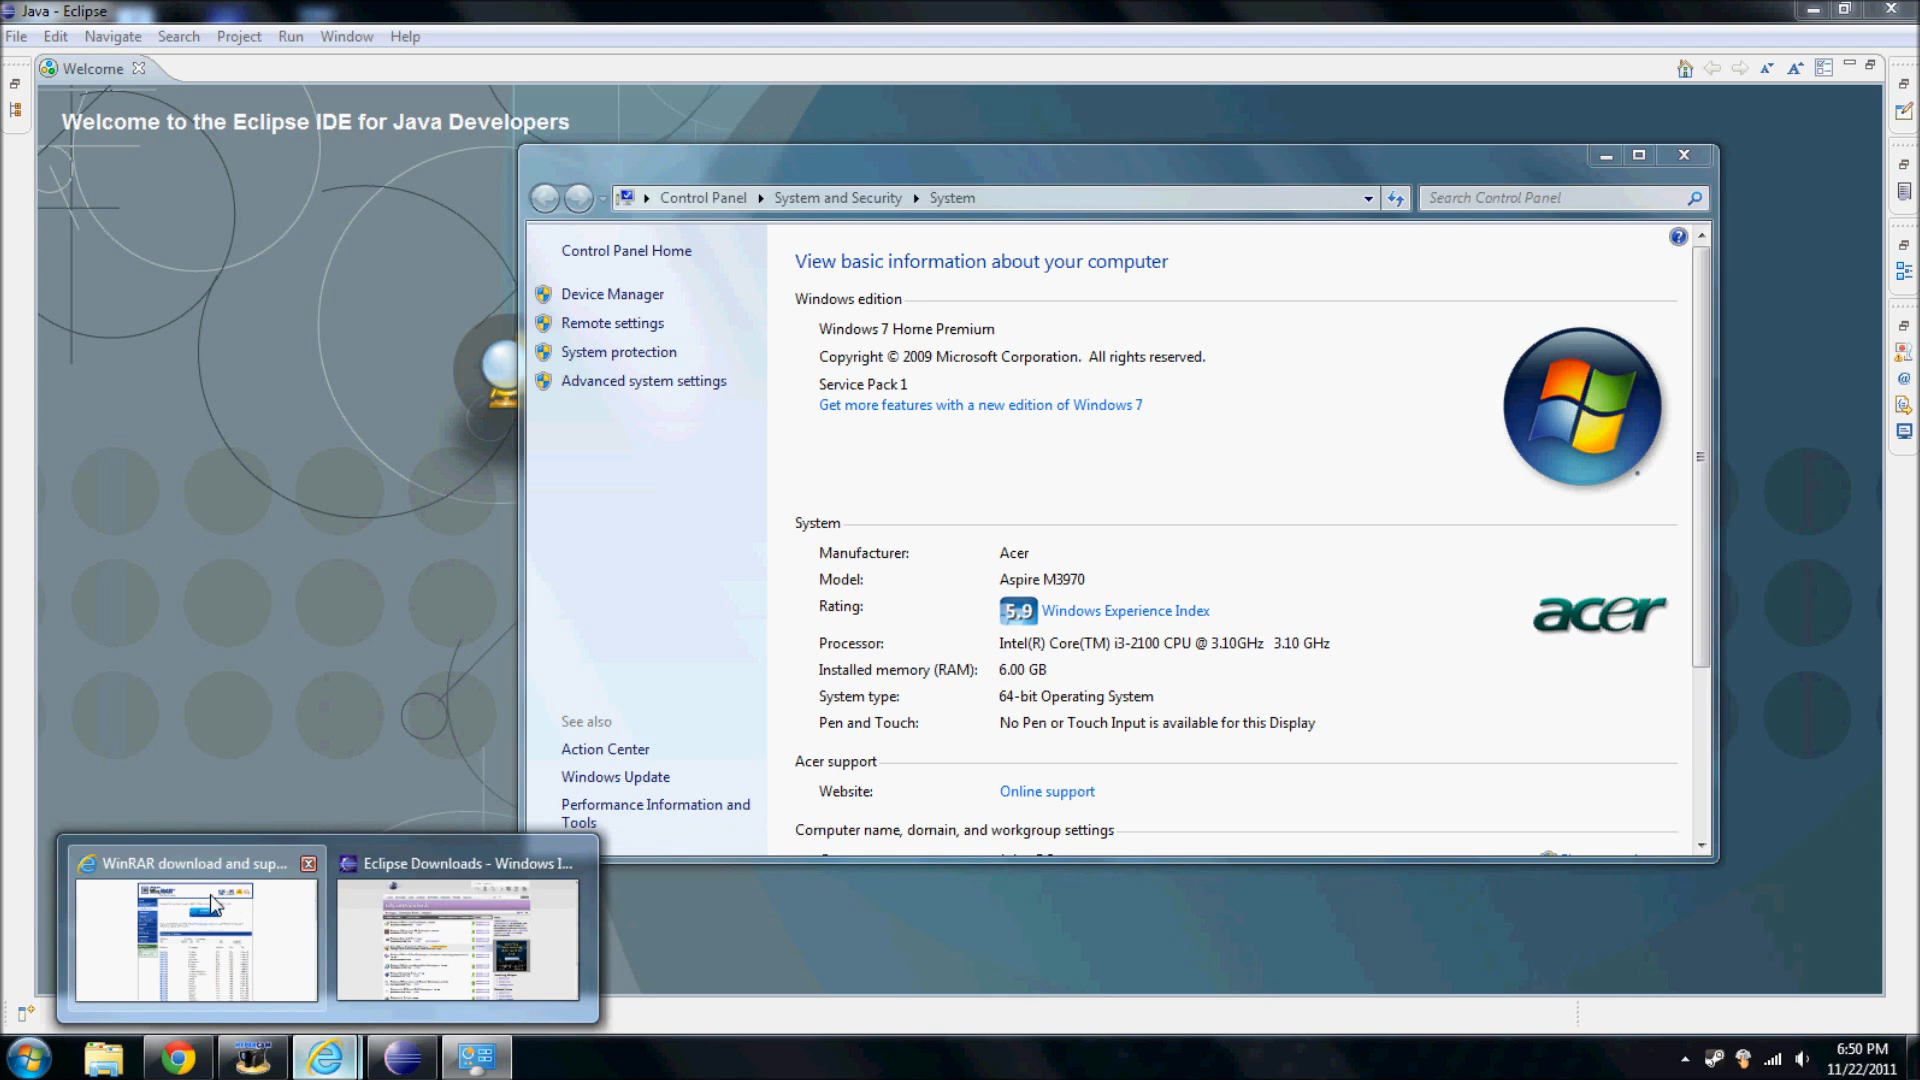 Java - Eclipse
File Edit Navigate Search Project Run Window Help
Welcome
Welcome to the Eclipse IDE for Java Developers
Control Panel System and Security System
Search Control Panel
Control Panel Home
Device Manager
Remote settings
System protection
Advanced system settings
See also
Action Center
Windows Update
Performance Information and
Tools
View basic information about your computer
Windows edition
Windows 7 Home Premium
Copyright © 2009 Microsoft Corporation. All rights reserved.
Service Pack 1
Get more features with a new edition of Windows 7
System
Manufacturer: Acer
Model: Aspire M3970
Rating: 5.9 Windows Experience Index
Processor: Intel(R) Core(TM) i3-2100 CPU @ 3.10GHz 3.10 GHz
Installed memory (RAM): 6.00 GB
System type: 64-bit Operating System
Pen and Touch: No Pen or Touch Input is available for this Display
acer
Acer support
Website: Online support
Computer name, domain, and workgroup settings
WinRAR download and sup...
Eclipse Downloads - Windows I...
HYPERCAM
6:50 PM
11/22/2011